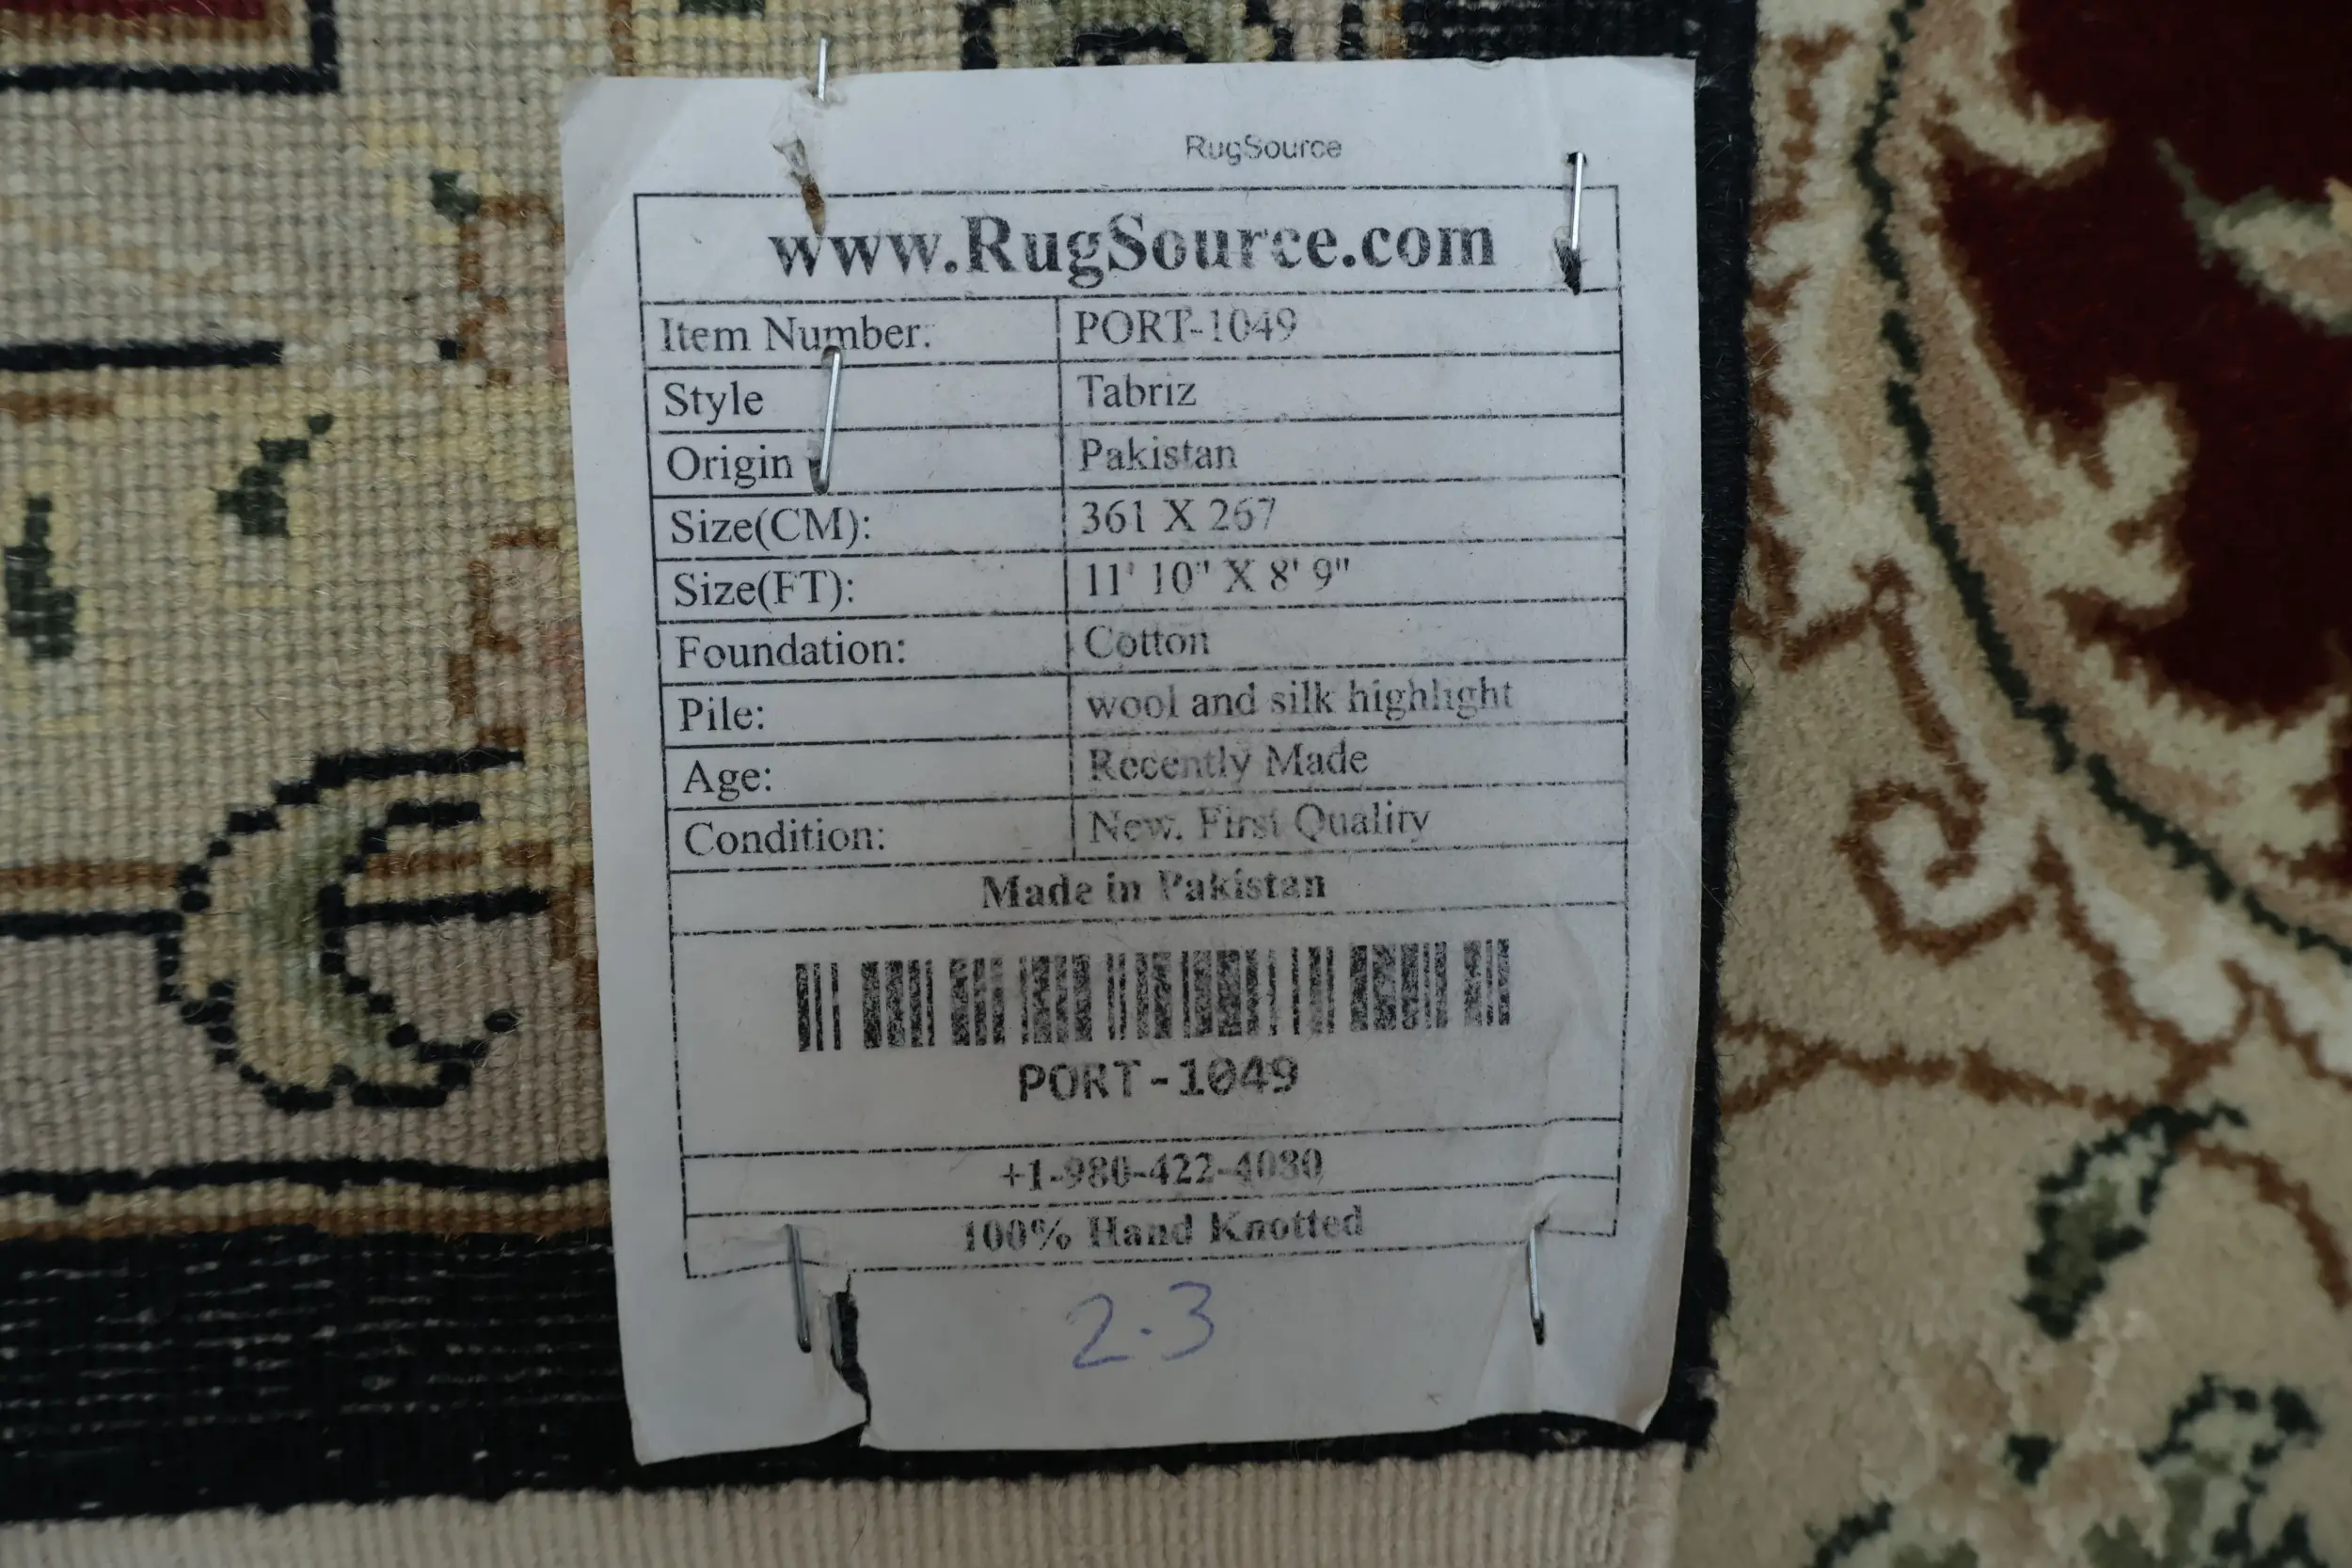 RugSource
www.RugSource.com
Item Number: PORT-1049
Style Tabriz
Origin Pakistan
Size(CM): 361 X 267
Size(FT): 11' 10" X 8' 9"
Foundation: Cotton
Pile: wool and silk highlight
Age: Recently Made
Condition: New. First Quality
Made in Pakistan
PORT-1049
+1-980-422-4080
100% Hand Knotted
2.3